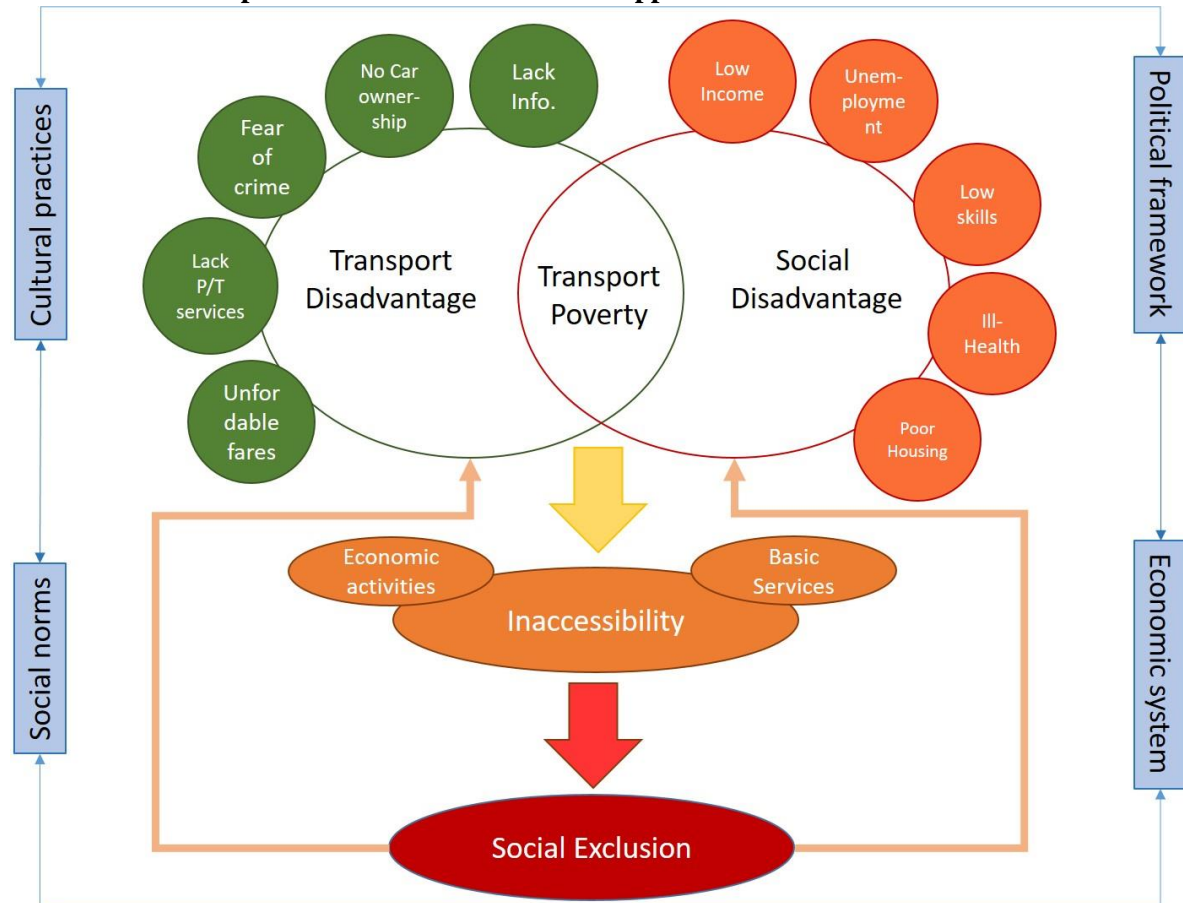 No Car
owner-
ship
Lack
Info.
Low
Income
Unem-
ployme
nt
Fear
of
crime
Low
skills
Lack
P/T
services
Transport
Disadvantage
Transport
Poverty
Social
Disadvantage
Ill-
Health
Unfor
dable
fares
Poor
Housing
Cultural practices
Political framework
Economic
activities
Basic
Services
Inaccessibility
Social norms
Economic system
Social Exclusion